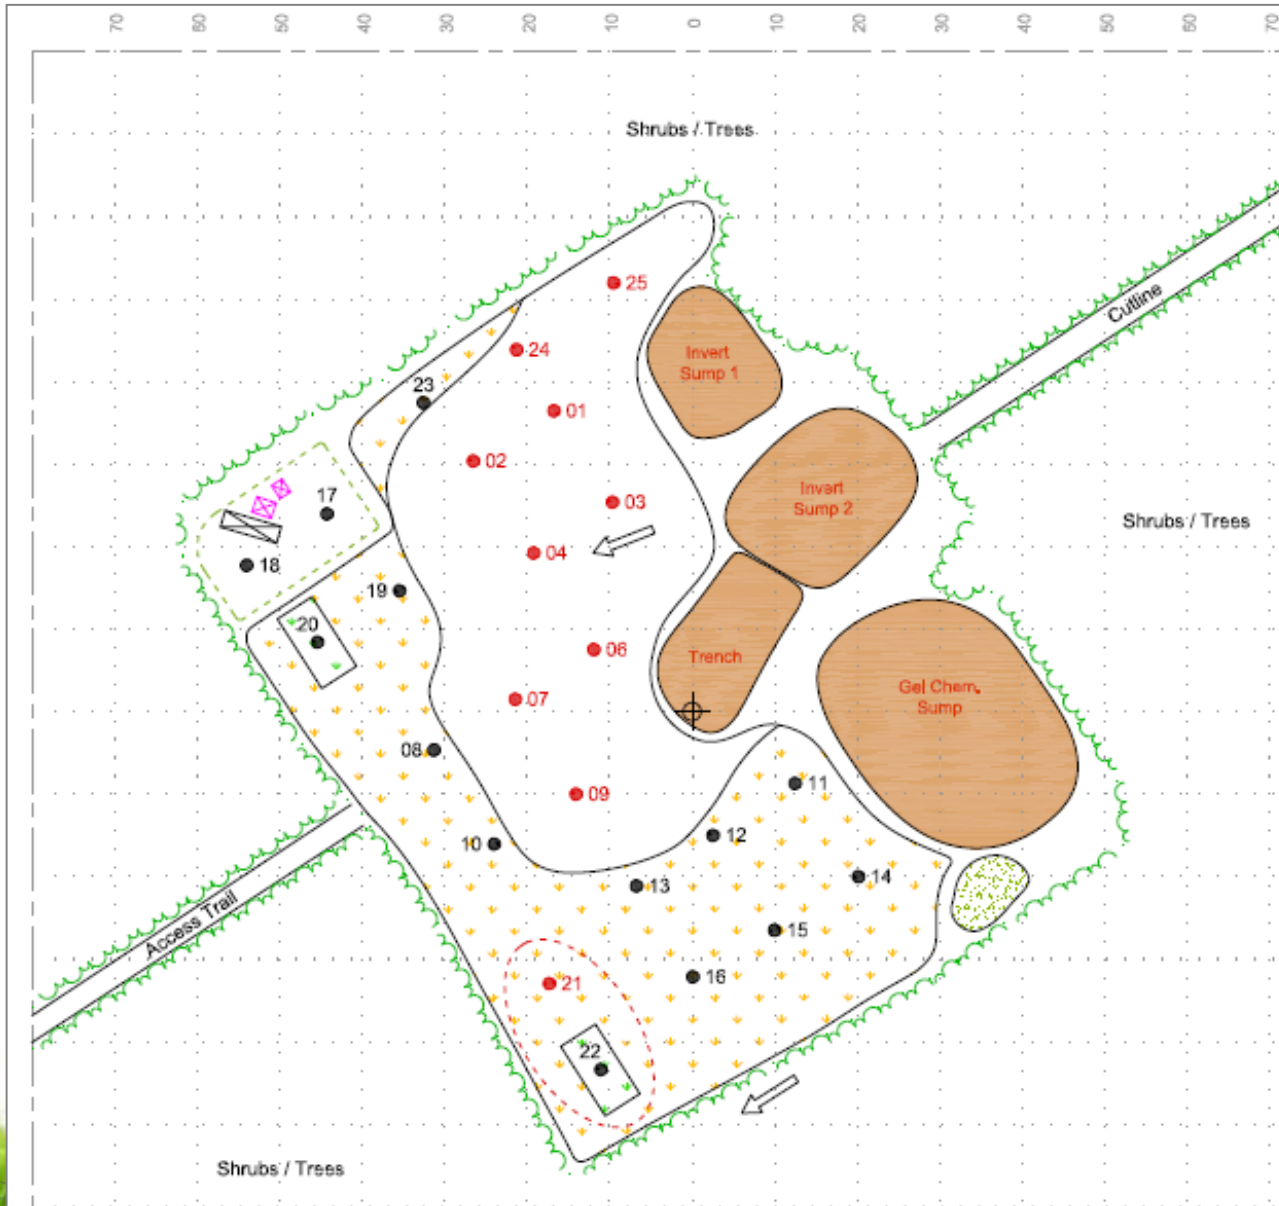 70 60 50 40 30 20 10 0 10 20 30 40 50 60 70
Shrubs / Trees
25
Cutline
24
Invert
Sump 1
23
01
02
17
03
Invert
Sump 2
Shrubs / Trees
04
18
19
20
06
Trench
07
Gel Chem.
Sump
08
11
09
12
10
13
14
Access Trail
15
16
21
22
Shrubs / Trees